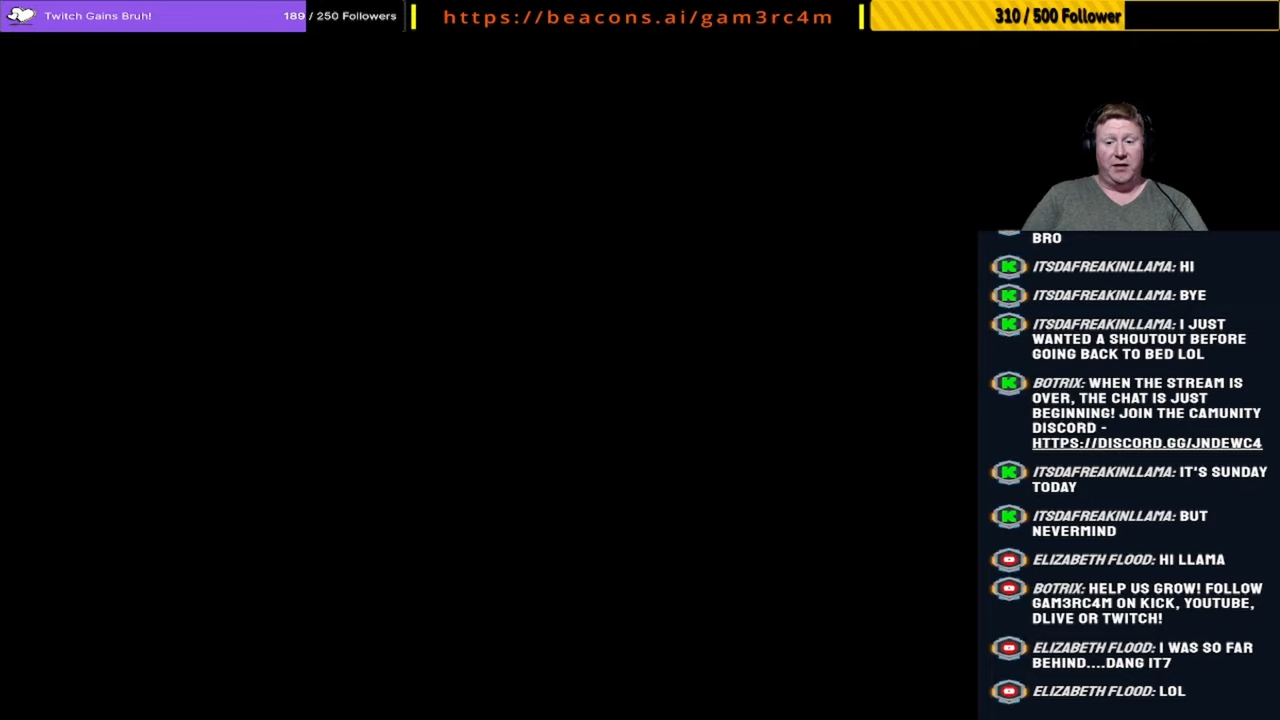 Twitch Gains Bruh! 189 / 250 Followers
https://beacons.ai/gam3rc4m
310 / 500 Follower
BRO
ITSDAFREAKINLLAMA: HI
ITSDAFREAKINLLAMA: BYE
ITSDAFREAKINLLAMA: I JUST
WANTED A SHOUTOUT BEFORE
GOING BACK TO BED LOL
BOTRIX: WHEN THE STREAM IS
OVER, THE CHAT IS JUST
BEGINNING! JOIN THE CAMUNITY
DISCORD -
HTTPS://DISCORD.GG/JNDEWC4
ITSDAFREAKINLLAMA: IT'S SUNDAY
TODAY
ITSDAFREAKINLLAMA: BUT
NEVERMIND
ELIZABETH FLOOD: HI LLAMA
BOTRIX: HELP US GROW! FOLLOW
GAM3RC4M ON KICK, YOUTUBE,
DLIVE OR TWITCH!
ELIZABETH FLOOD: I WAS SO FAR
BEHIND....DANG IT7
ELIZABETH FLOOD: LOL